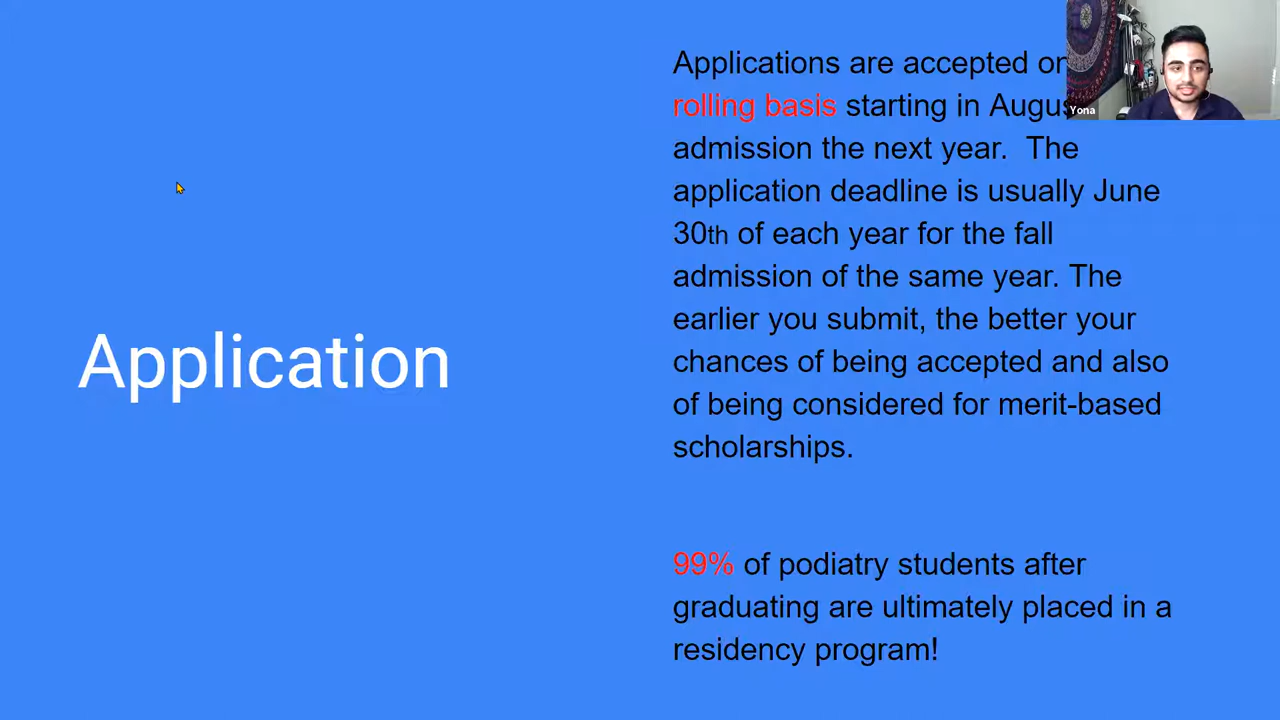 Applications are accepted on
rolling basis starting in
admission the next year.  The
application deadline is usually June
30th of each year for the fall
admission of the same year. The
earlier you submit, the better your
chances of being accepted and also
of being considered for merit-based
scholarships.
Application
99% of podiatry students after
graduating are ultimately placed in a
residency program!
Yona